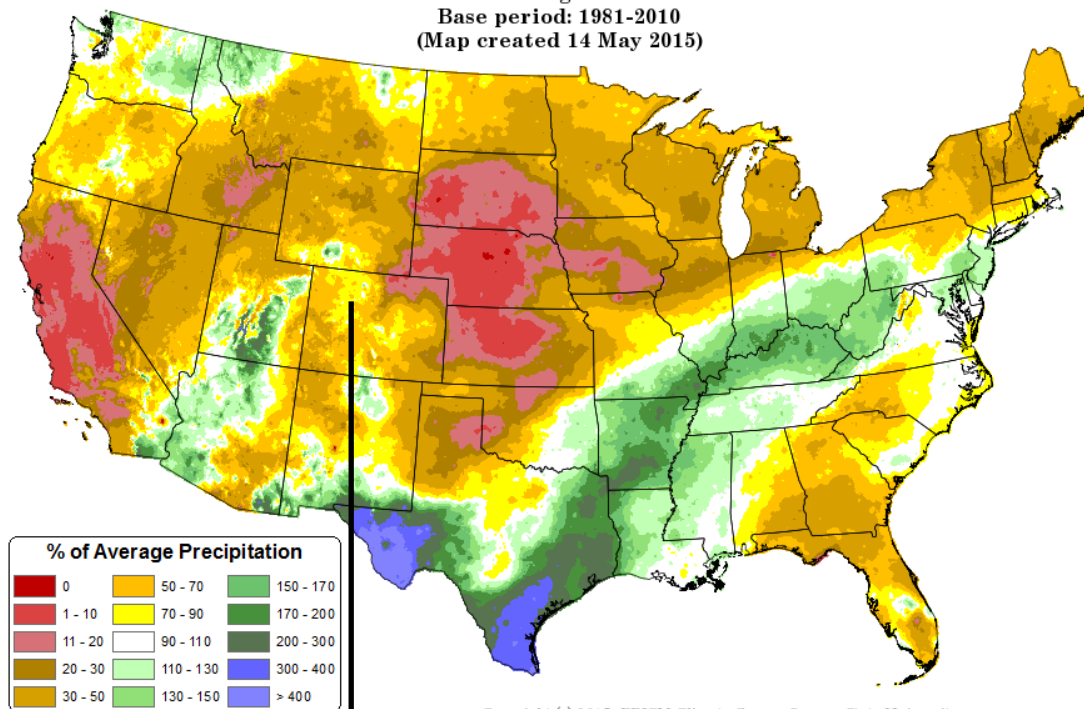 Base period: 1981-2010
(Map created 14 May 2015)
% of Average Precipitation
0
1 - 10
11 - 20
20 - 30
30 - 50
50 - 70
70 - 90
90 - 110
110 - 130
130 - 150
150 - 170
170 - 200
200 - 300
300 - 400
> 400